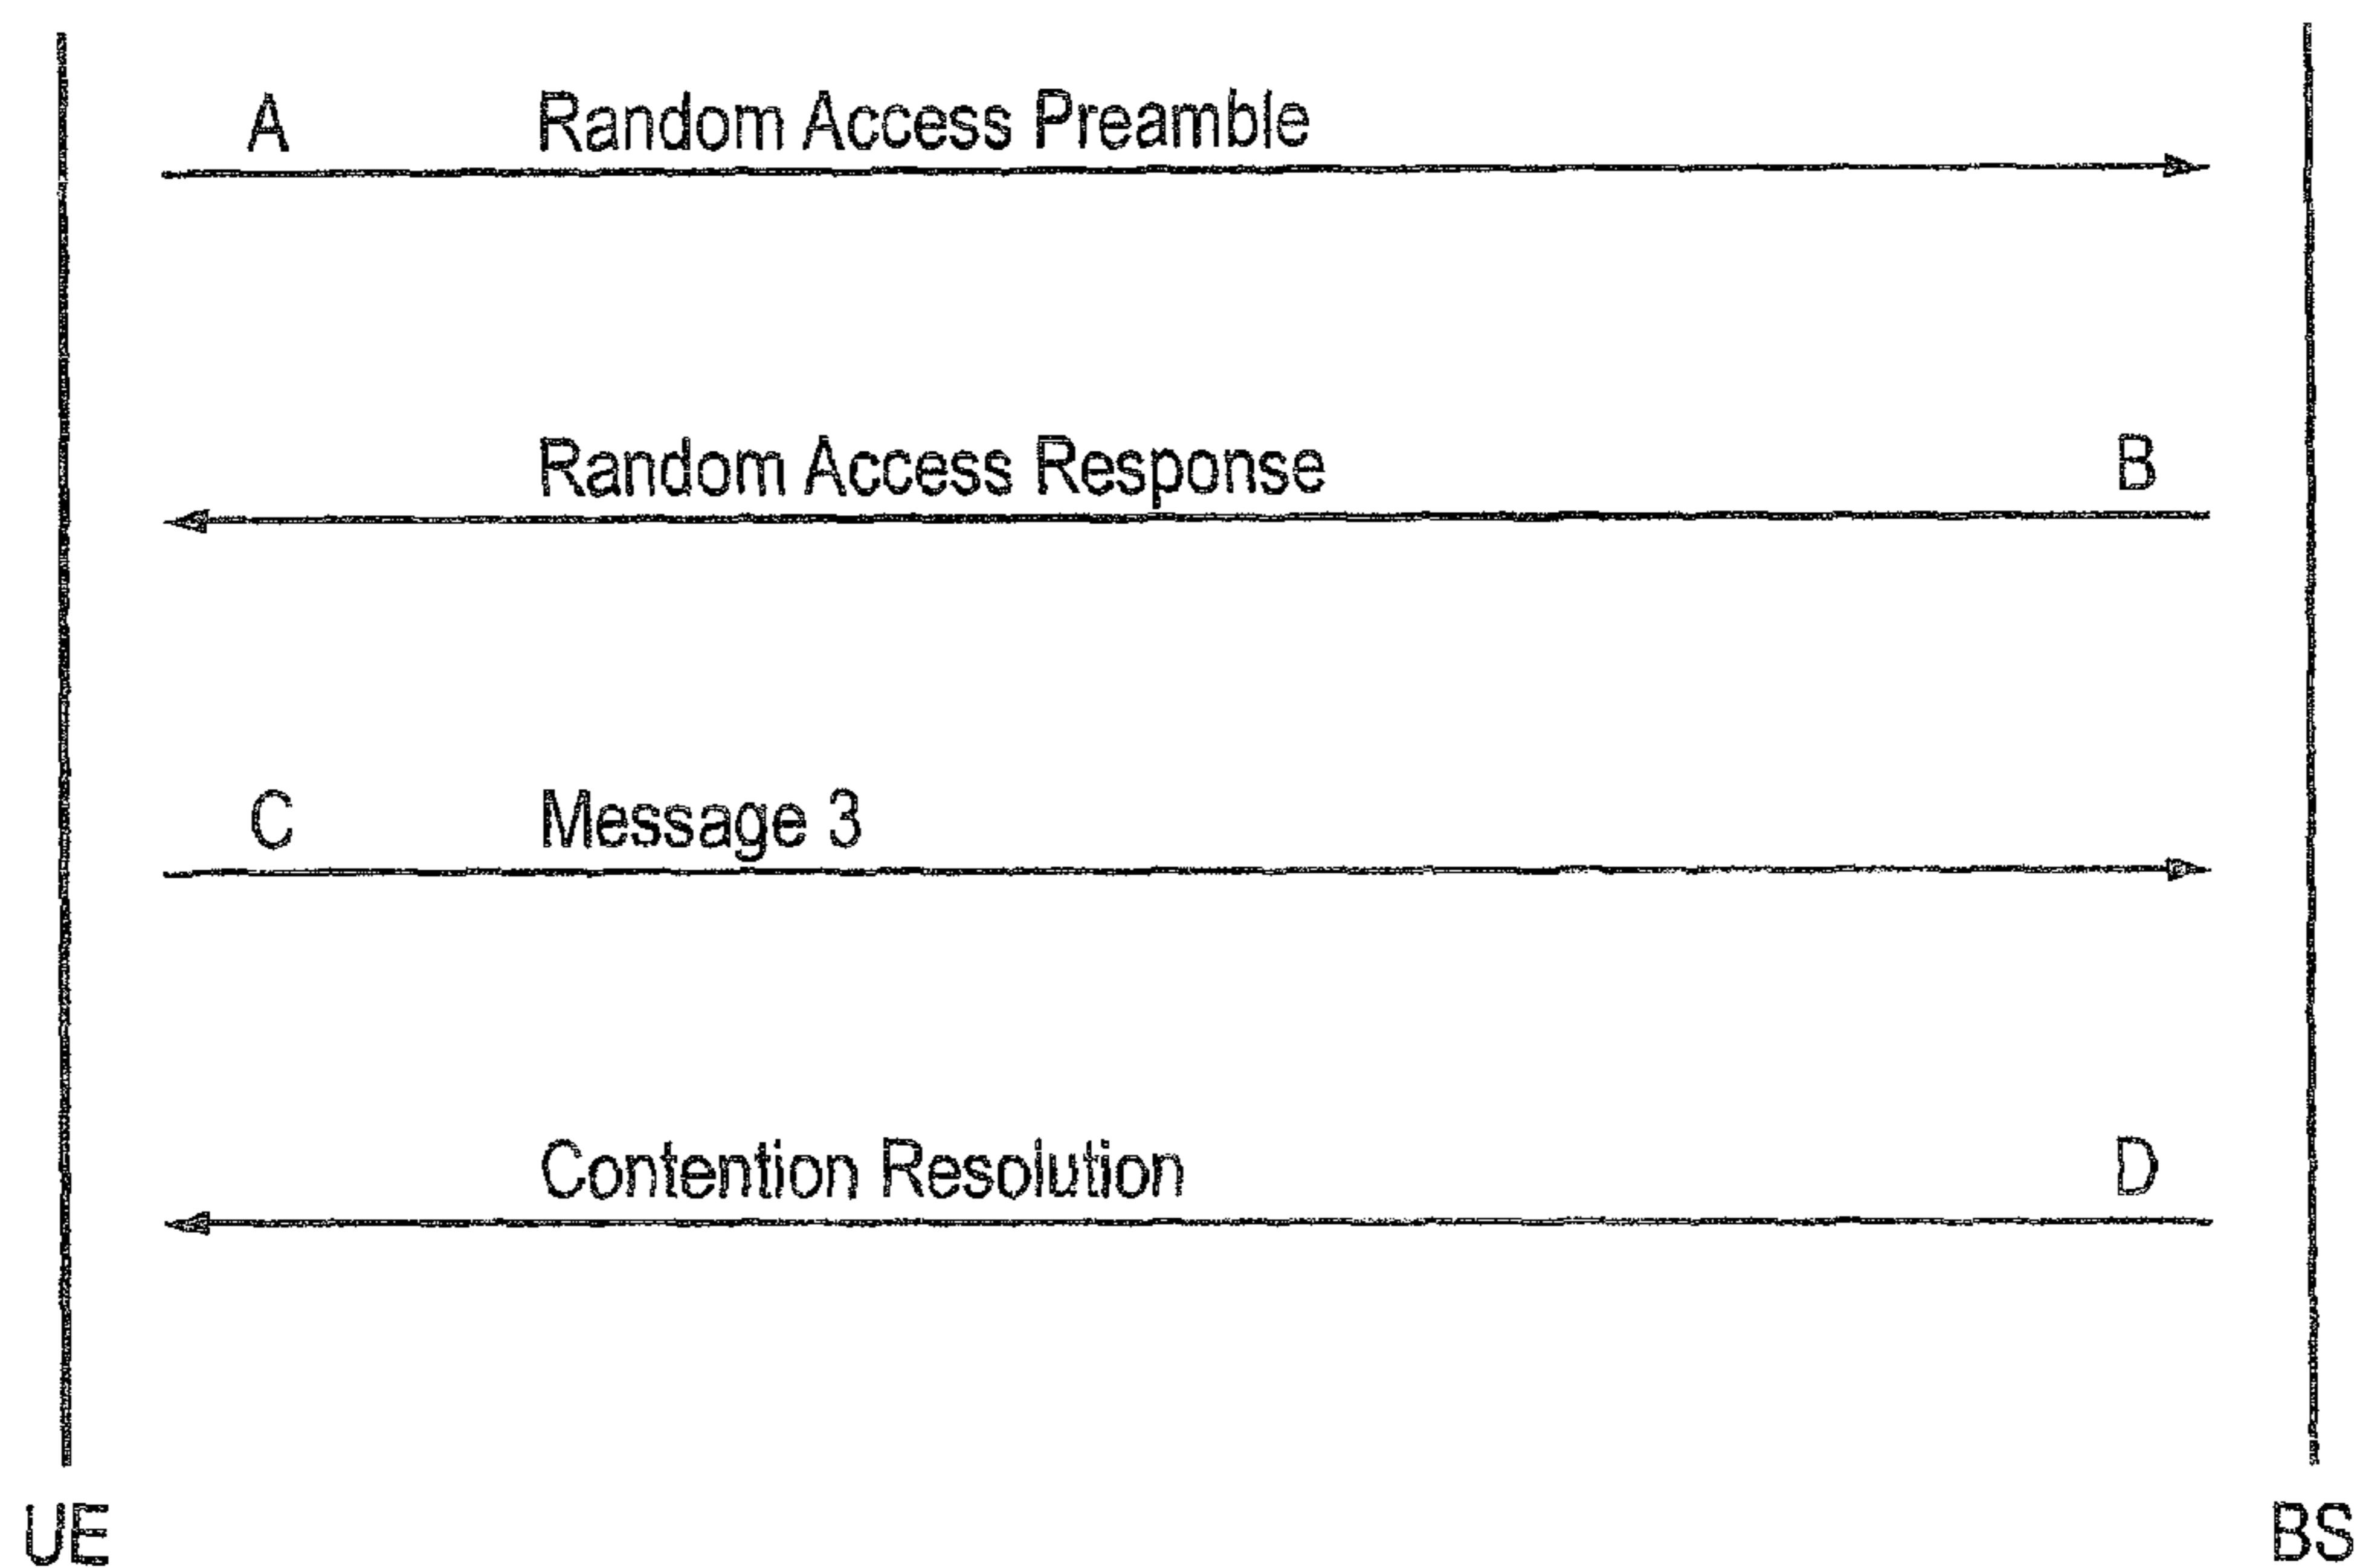 A Random Access Preamble
Random Access Response B
C Message 3
Contention Resolution D
UE BS